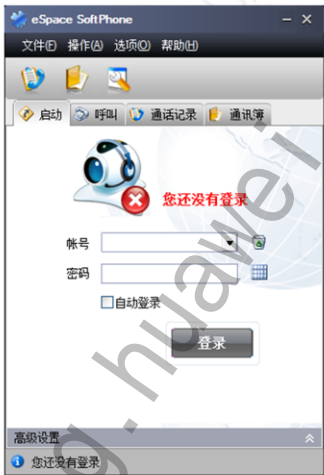 eSpace SoftPhone
文件(F) 操作(A) 选项(O) 帮助(H)
启动 呼叫 通话记录 通讯簿
您还没有登录
帐号
密码
自动登录
登录
高级设置
您还没有登录
g.huawei